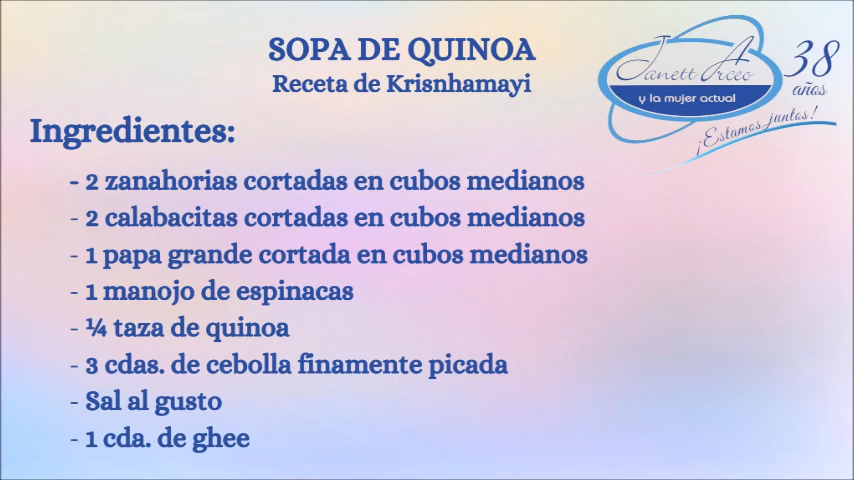 SOPA DE QUINOA
Receta de Krisnhamayi
Janett Arceo
y la mujer actual
38
años
¡Estamos juntos!
Ingredientes:
- 2 zanahorias cortadas en cubos medianos
- 2 calabacitas cortadas en cubos medianos
- 1 papa grande cortada en cubos medianos
- 1 manojo de espinacas
- ¼ taza de quinoa
- 3 cdas. de cebolla finamente picada
- Sal al gusto
- 1 cda. de ghee